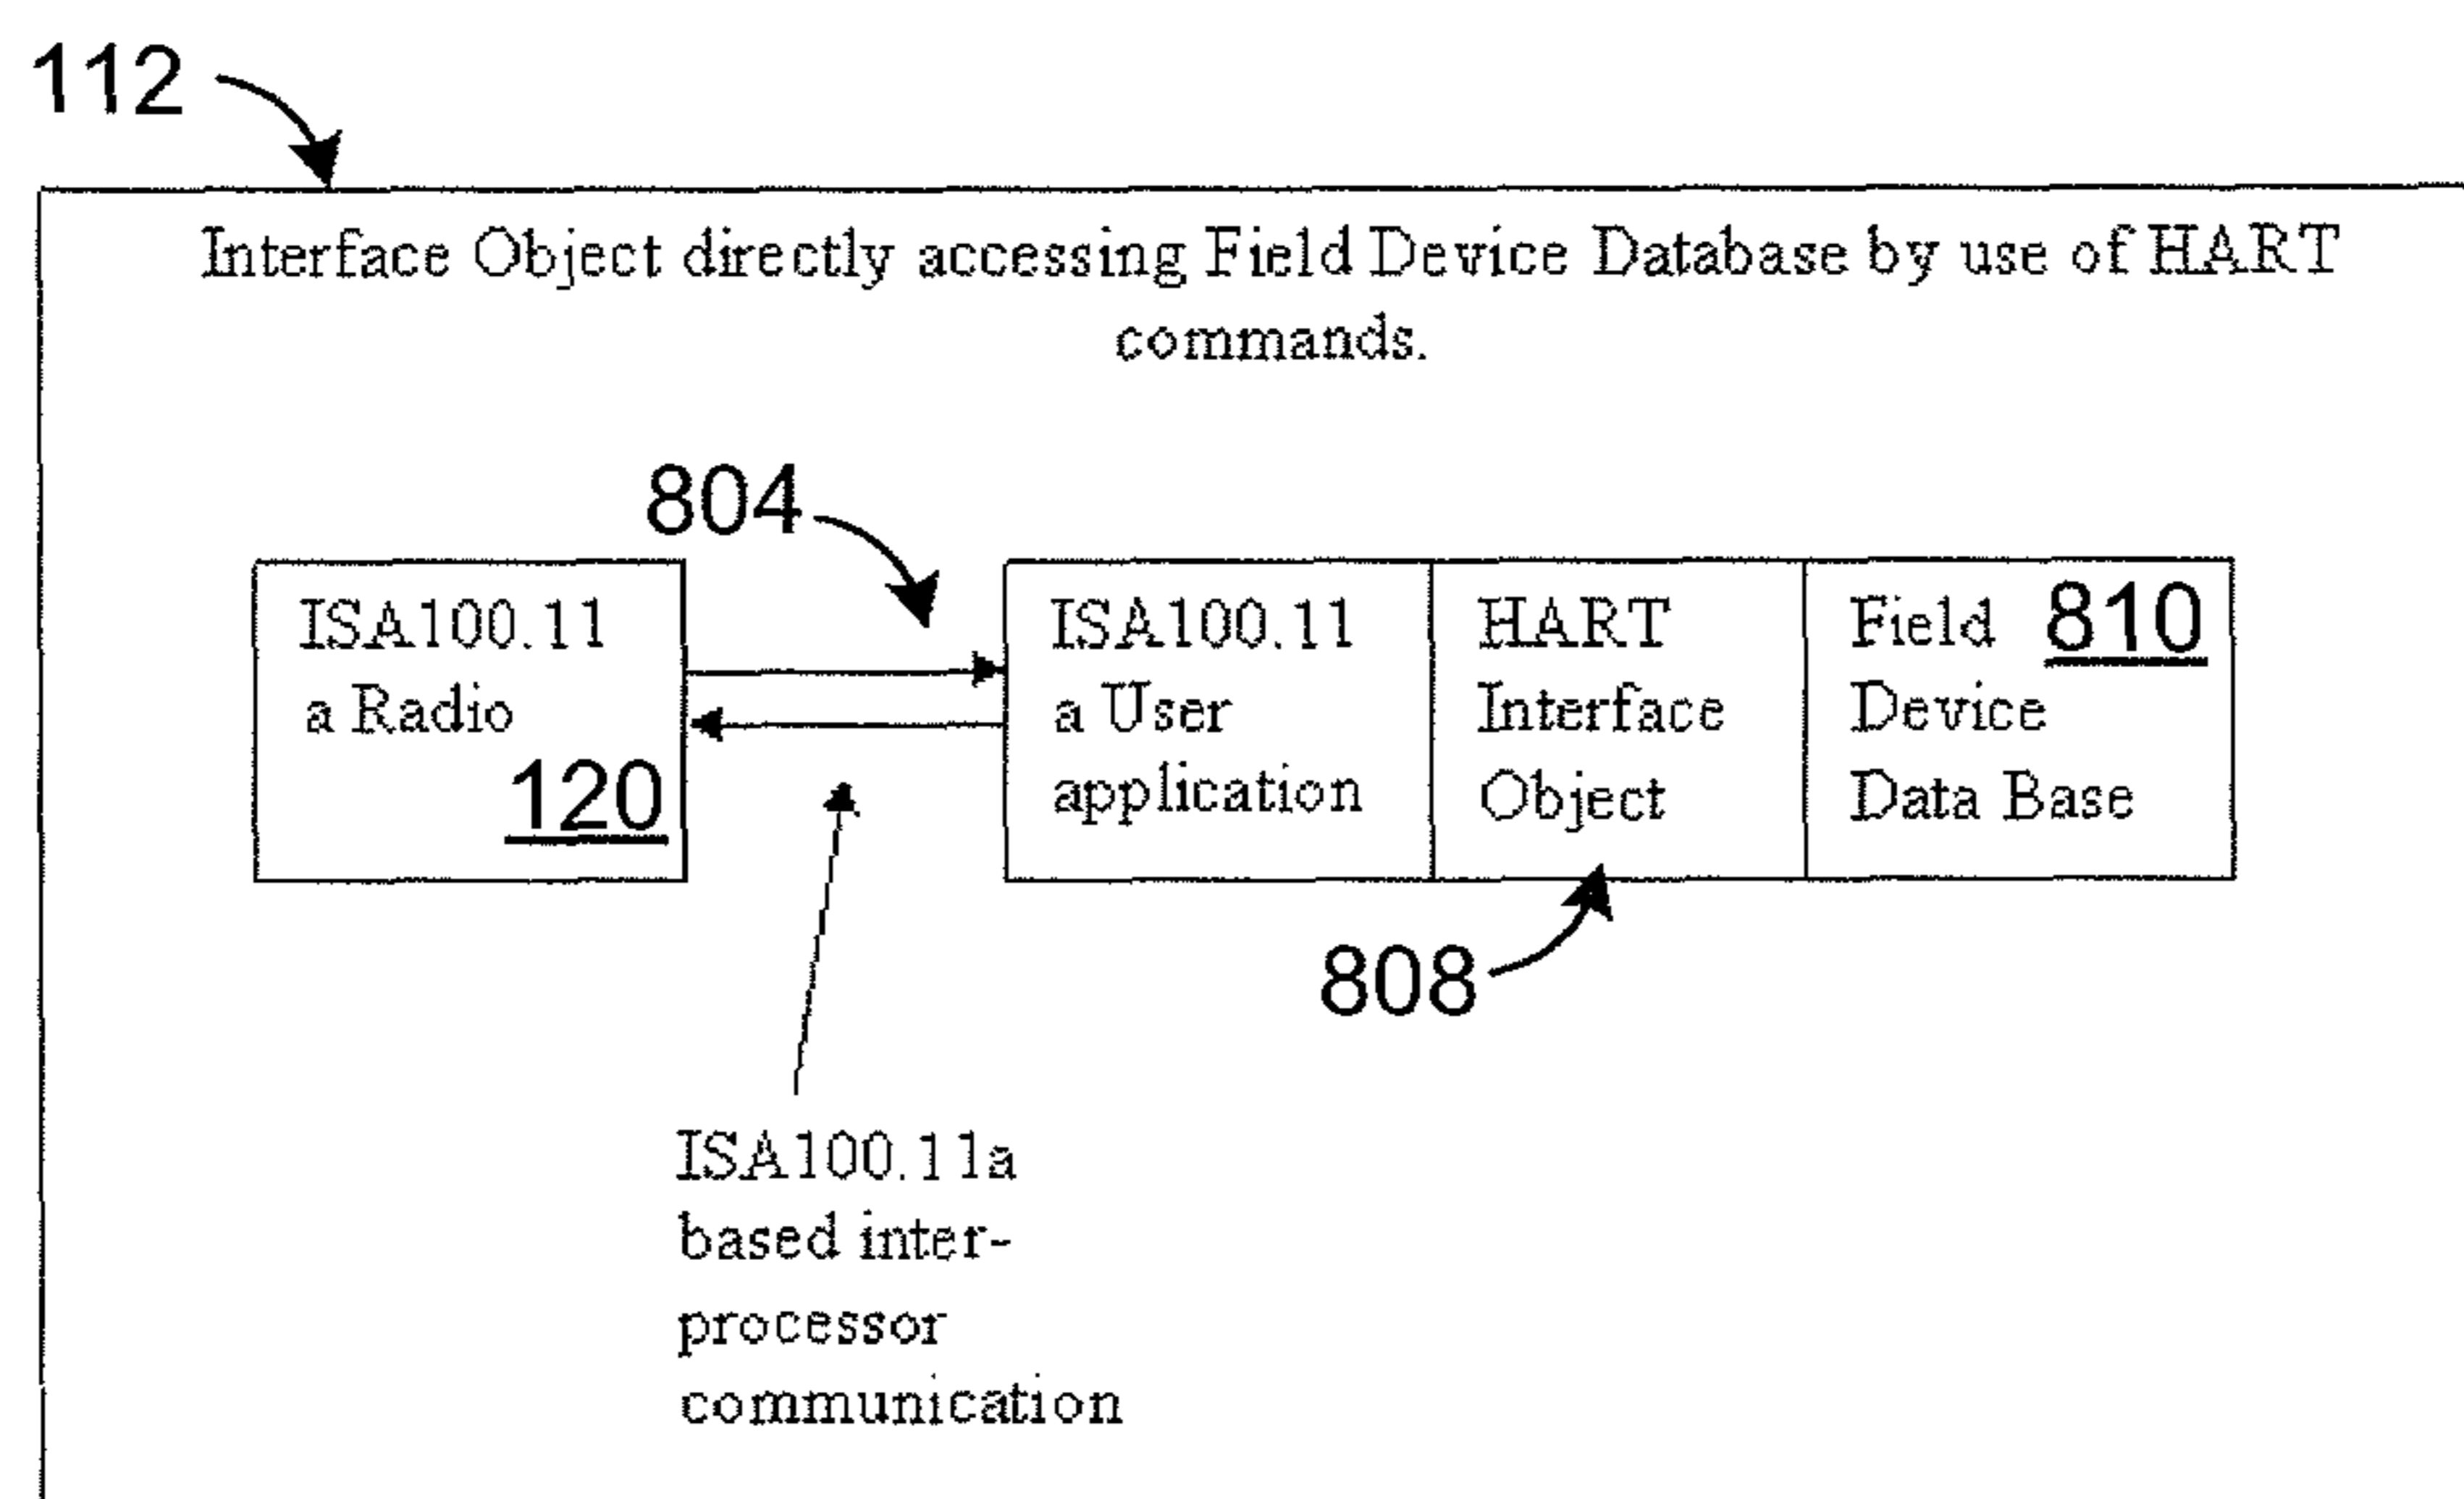 112
Interface Object directly accessing Field Device Database by use of HART
commands.
804
ISA100.11
a Radio
120
ISA100.11
a User
application
HART
Interface
Object
Field 810
Device
Data Base
808
ISA100.11a
based inter-
processor
communication